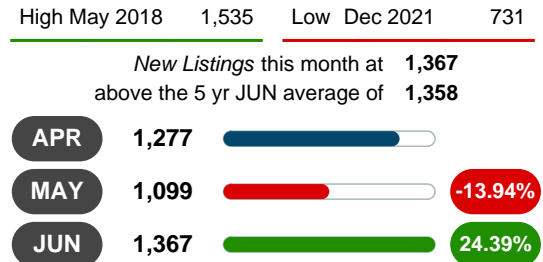 High May 2018 1,535 Low Dec 2021 731
New Listings this month at 1,367
above the 5 yr JUN average of 1,358
APR 1,277
MAY 1,099 -13.94%
JUN 1,367 24.39%